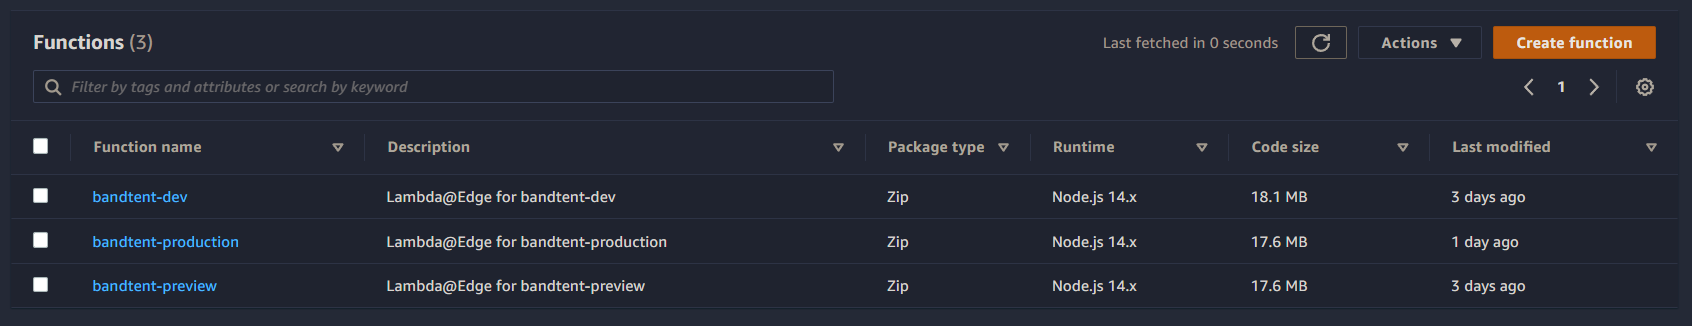 Functions (3)
Last fetched in 0 seconds
Actions
Create function
Filter by tags and attributes or search by keyword
1
Function name Description Package type Runtime Code size Last modified
bandtent-dev Lambda@Edge for bandtent-dev Zip Node.js 14.x 18.1 MB 3 days ago
bandtent-production Lambda@Edge for bandtent-production Zip Node.js 14.x 17.6 MB 1 day ago
bandtent-preview Lambda@Edge for bandtent-preview Zip Node.js 14.x 17.6 MB 3 days ago